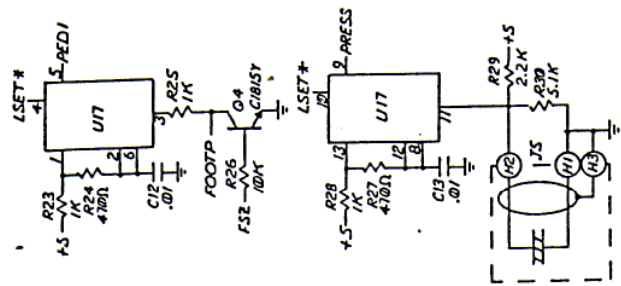 LSET*
4
5 PED1
U17
1
2
6
3
R23
1K
+5
R24
470Ω
C12
.01
R25
1K
FOOTP
Q4
C1815Y
R26
10K
FS2
LSET*
10
9 PRESS
U17
13
12
8
11
R28
1K
+5
R27
470Ω
C13
.01
+5
R29
2.2K
R30
5.1K
H2
J5
H1
H3